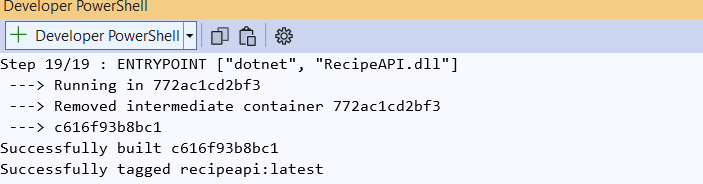 Developer PowerShell
Developer PowerShell
Step 19/19 : ENTRYPOINT ["dotnet", "RecipeAPI.dll"]
 ---> Running in 772ac1cd2bf3
 ---> Removed intermediate container 772ac1cd2bf3
 ---> c616f93b8bc1
Successfully built c616f93b8bc1
Successfully tagged recipeapi:latest